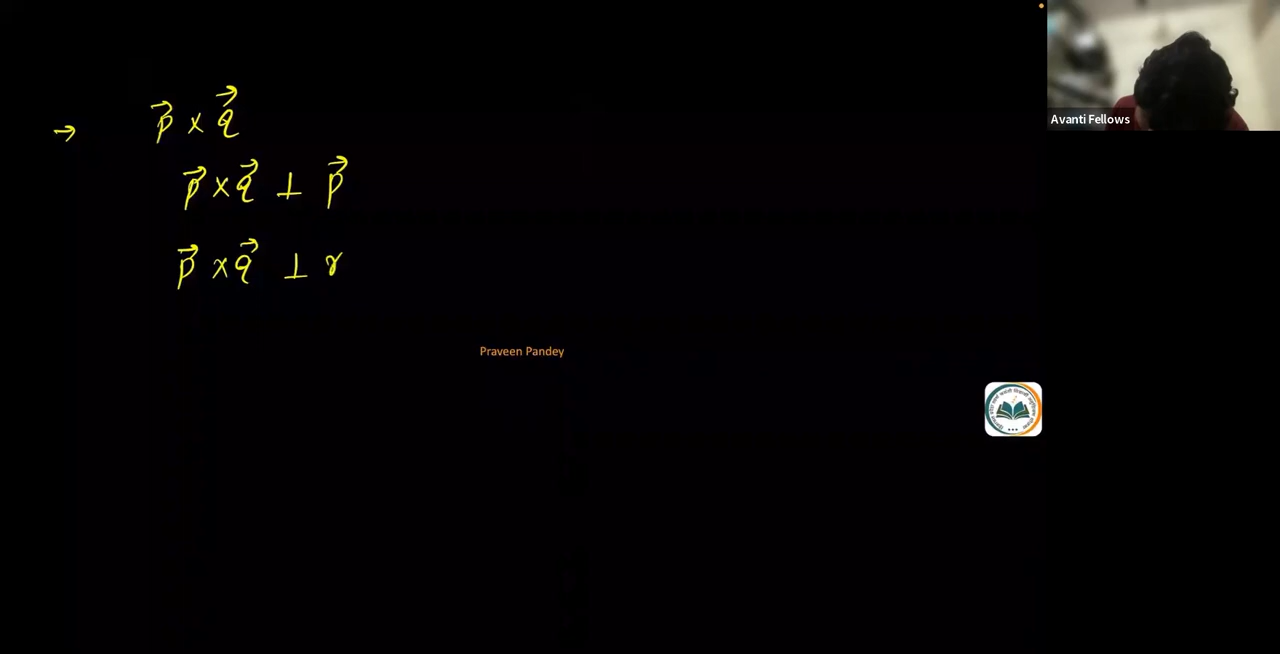 → p⃗ × q⃗
p⃗ × q⃗ ⊥ p⃗
p⃗ × q⃗ ⊥ r
Praveen Pandey
Avanti Fellows